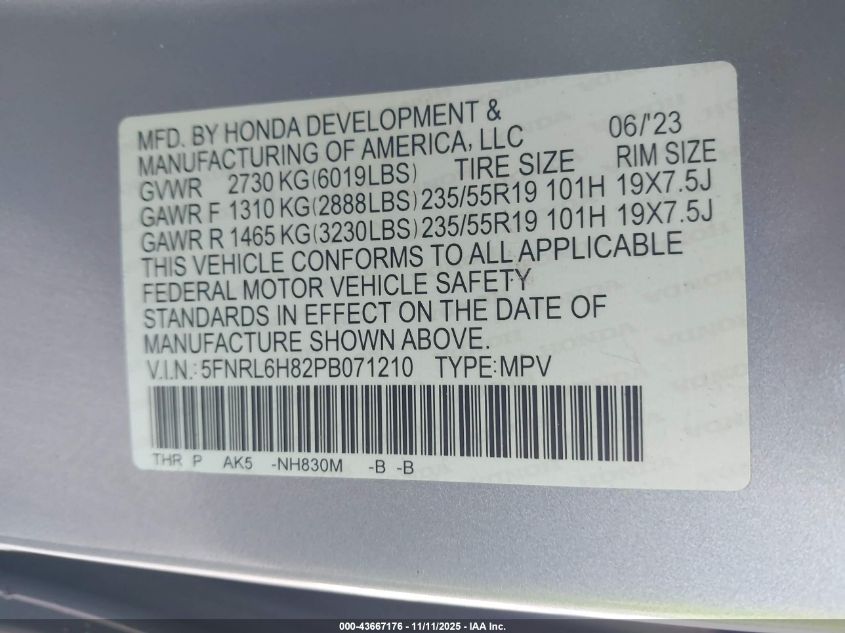 MFD. BY HONDA DEVELOPMENT &
MANUFACTURING OF AMERICA, LLC 06/'23
GVWR 2730 KG(6019LBS) TIRE SIZE RIM SIZE
GAWR F 1310 KG(2888LBS) 235/55R19 101H 19X7.5J
GAWR R 1465 KG(3230LBS) 235/55R19 101H 19X7.5J
THIS VEHICLE CONFORMS TO ALL APPLICABLE
FEDERAL MOTOR VEHICLE SAFETY
STANDARDS IN EFFECT ON THE DATE OF
MANUFACTURE SHOWN ABOVE.
V.I.N.: 5FNRL6H82PB071210 TYPE: MPV
THR P AK5 -NH830M -B -B
000-43667176 - 11/11/2025 - IAA Inc.